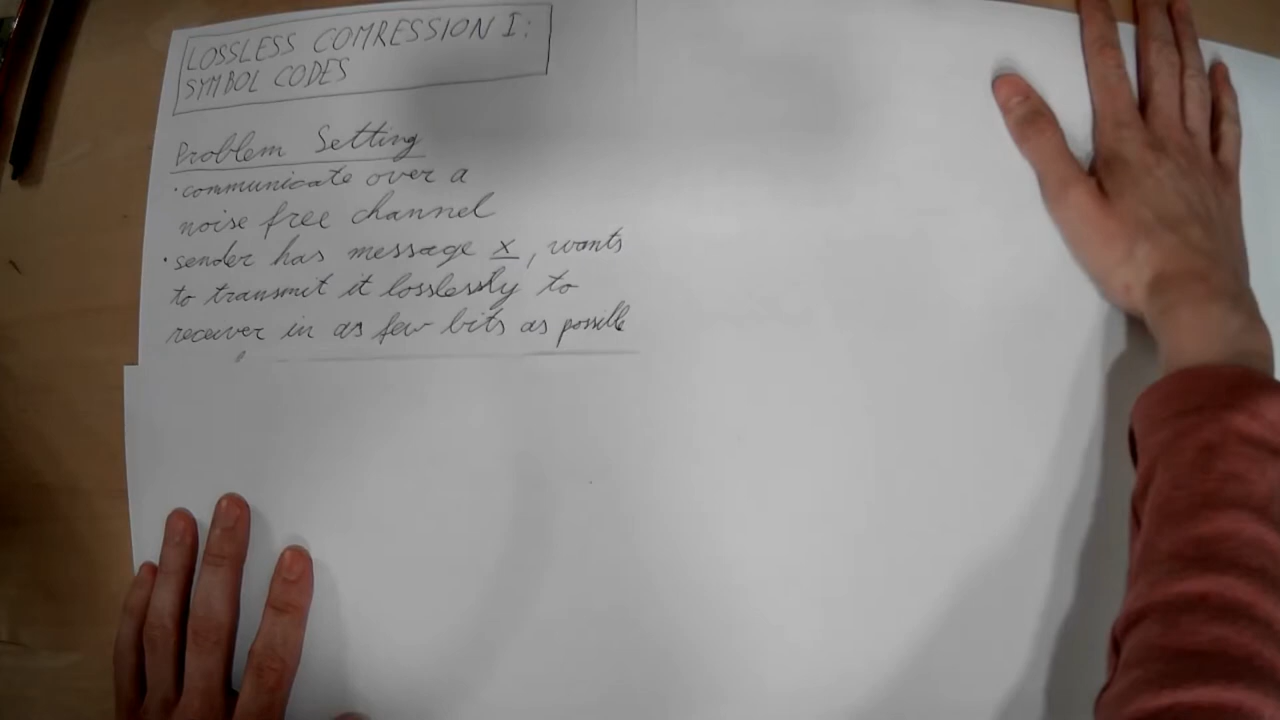 LOSSLESS COMRESSION I:
SYMBOL CODES
Problem Setting
· communicate over a
noise free channel
· sender has message x, wants
to transmit it losslessly to
receiver in as few bits as possible